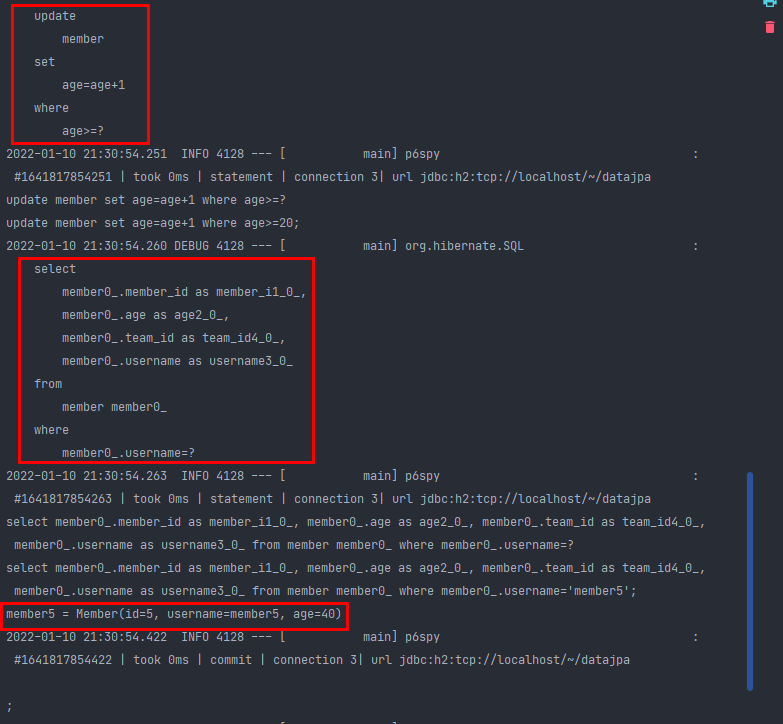 update
member
set
age=age+1
where
age>=?
2022-01-10 21:30:54.251  INFO 4128 --- [           main] p6spy                                    :
#1641817854251 | took 0ms | statement | connection 3| url jdbc:h2:tcp://localhost/~/datajpa
update member set age=age+1 where age>=?
update member set age=age+1 where age>=20;
2022-01-10 21:30:54.260 DEBUG 4128 --- [           main] org.hibernate.SQL                        :
select
member0_.member_id as member_i1_0_,
member0_.age as age2_0_,
member0_.team_id as team_id4_0_,
member0_.username as username3_0_
from
member member0_
where
member0_.username=?
2022-01-10 21:30:54.263  INFO 4128 --- [           main] p6spy                                    :
#1641817854263 | took 0ms | statement | connection 3| url jdbc:h2:tcp://localhost/~/datajpa
select member0_.member_id as member_i1_0_, member0_.age as age2_0_, member0_.team_id as team_id4_0_,
member0_.username as username3_0_ from member member0_ where member0_.username=?
select member0_.member_id as member_i1_0_, member0_.age as age2_0_, member0_.team_id as team_id4_0_,
member0_.username as username3_0_ from member member0_ where member0_.username='member5';
member5 = Member(id=5, username=member5, age=40)
2022-01-10 21:30:54.422  INFO 4128 --- [           main] p6spy                                    :
#1641817854422 | took 0ms | commit | connection 3| url jdbc:h2:tcp://localhost/~/datajpa
;